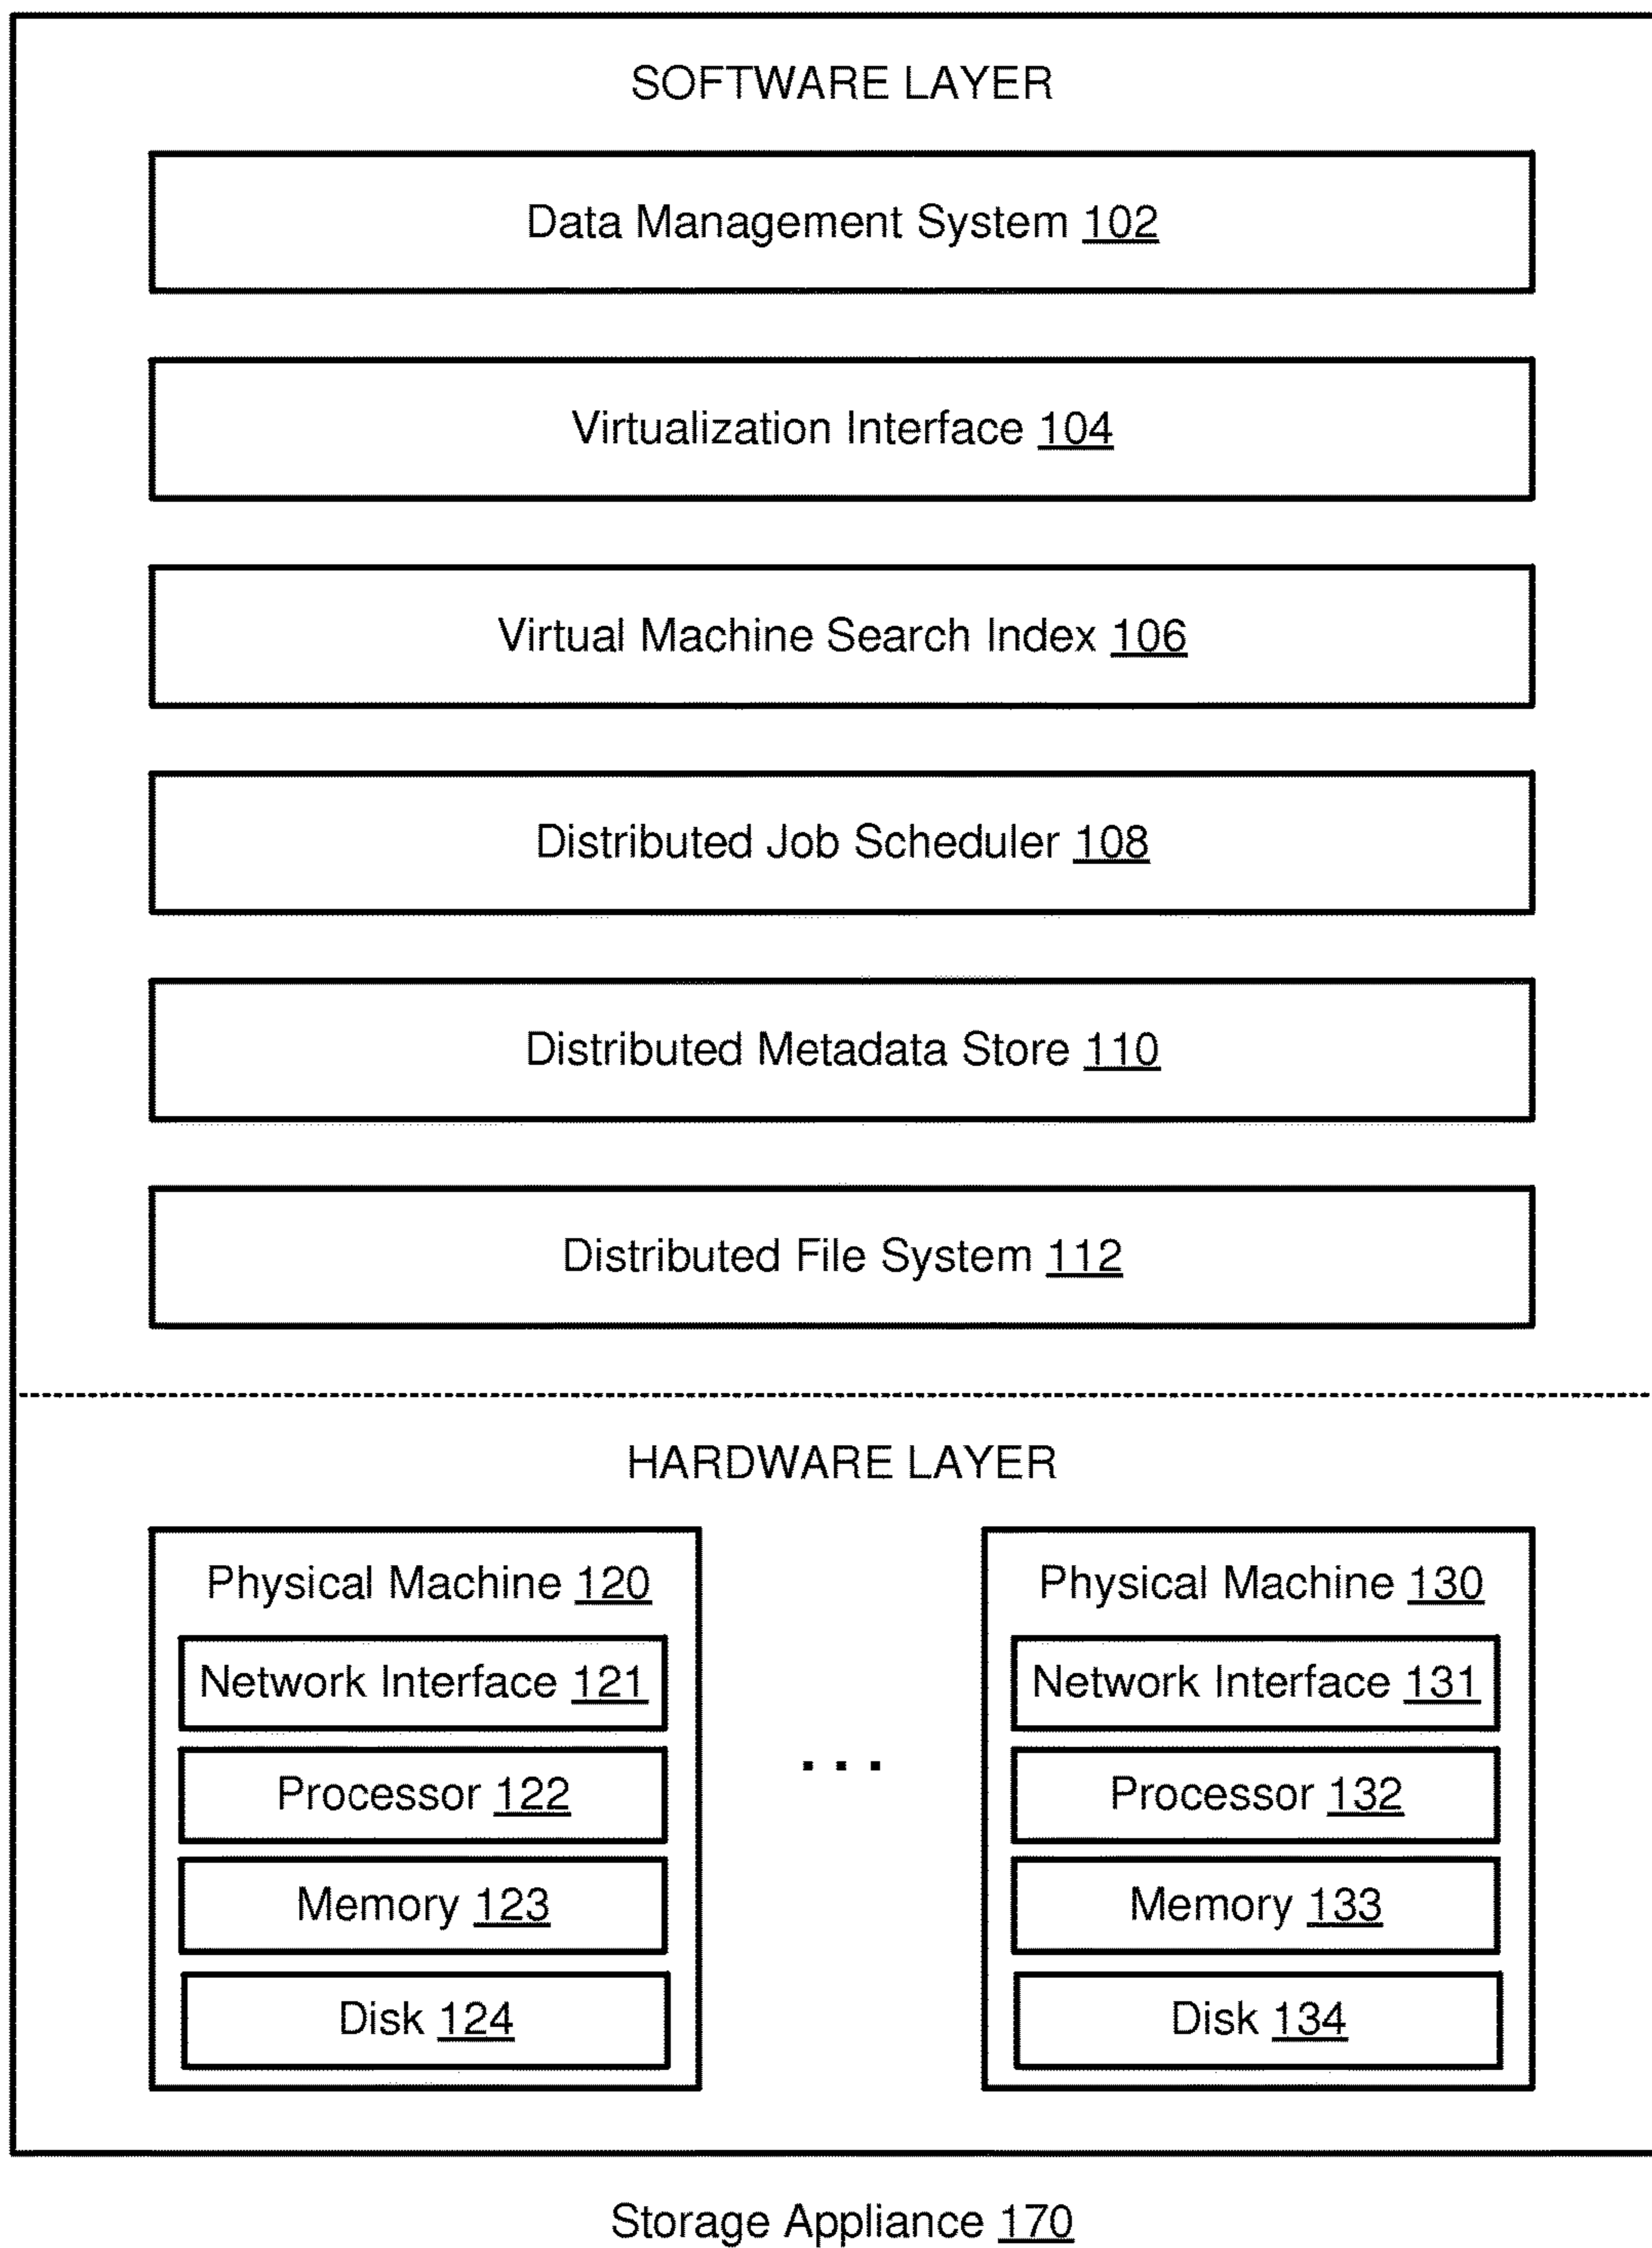 SOFTWARE LAYER
Data Management System 102
Virtualization Interface 104
Virtual Machine Search Index 106
Distributed Job Scheduler 108
Distributed Metadata Store 110
Distributed File System 112
HARDWARE LAYER
Physical Machine 120
Network Interface 121
Processor 122
Memory 123
Disk 124
...
Physical Machine 130
Network Interface 131
Processor 132
Memory 133
Disk 134
Storage Appliance 170